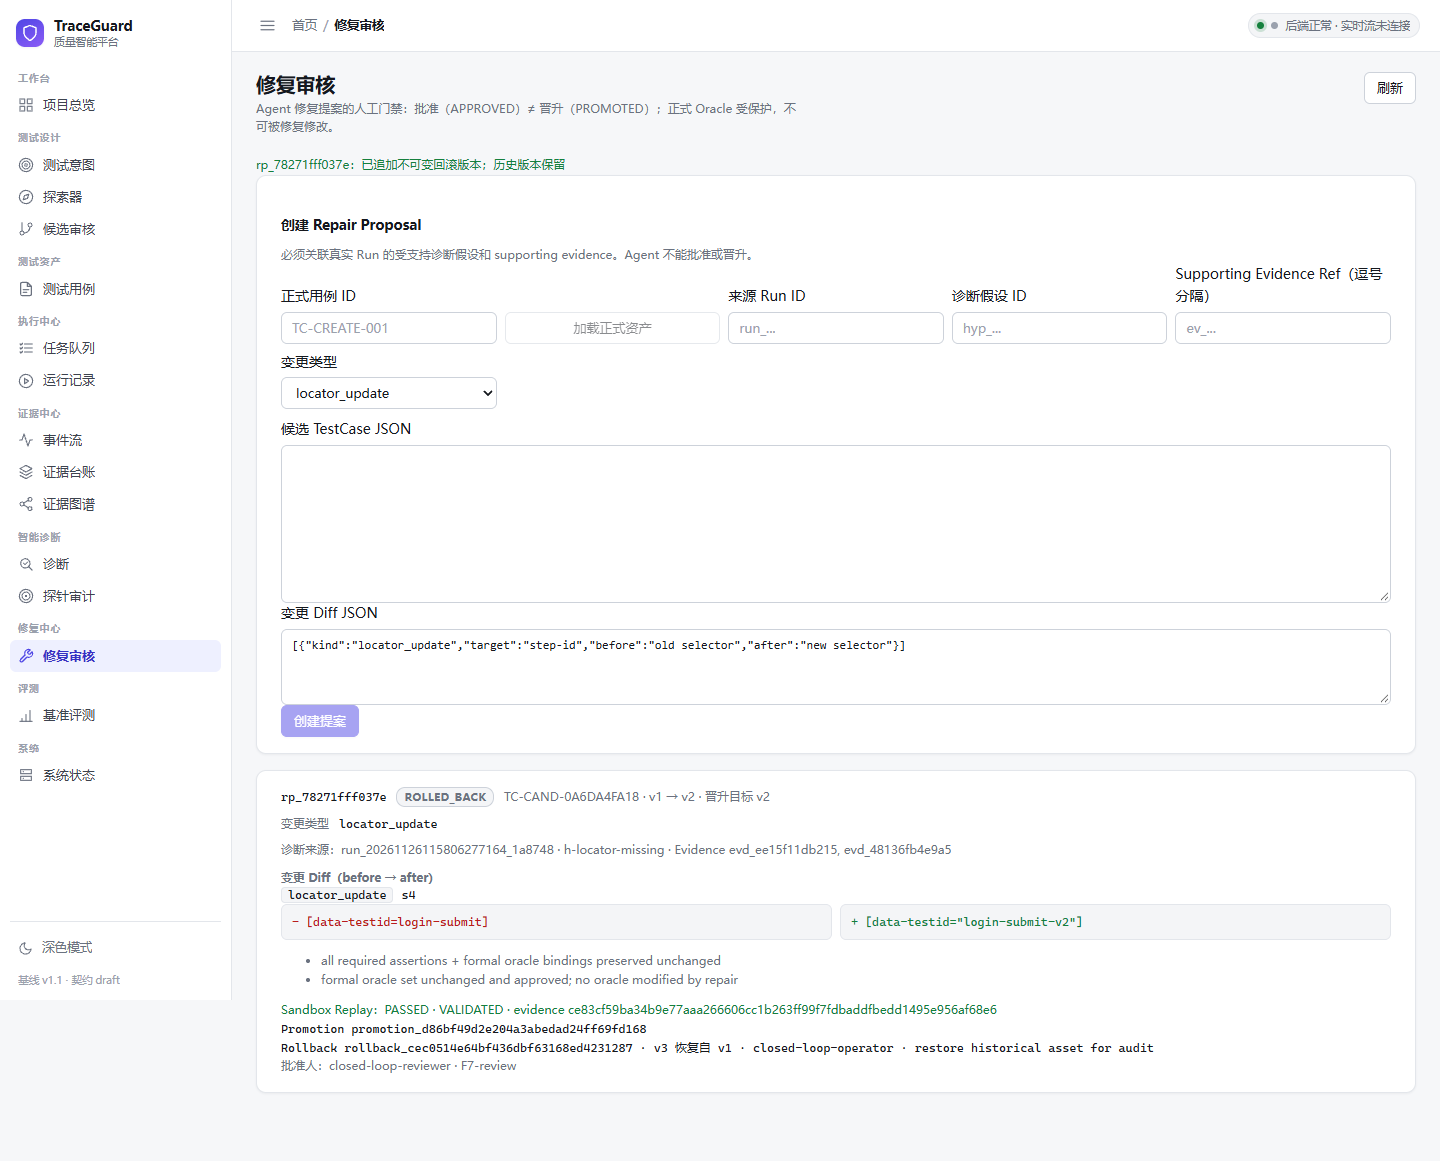 TraceGuard
质量智能平台
工作台
项目总览
测试设计
测试意图
探索器
候选审核
测试资产
测试用例
执行中心
任务队列
运行记录
证据中心
事件流
证据台账
证据图谱
智能诊断
诊断
探针审计
修复中心
修复审核
评测
基准评测
系统
系统状态
深色模式
基线 v1.1 · 契约 draft
首页 / 修复审核
后端正常 · 实时流未连接
修复审核
刷新
Agent 修复提案的人工门禁：批准（APPROVED）≠ 晋升（PROMOTED）；正式 Oracle 受保护，不
可被修复修改。
rp_78271fff037e：已追加不可变回滚版本；历史版本保留
创建 Repair Proposal
必须关联真实 Run 的受支持诊断假设和 supporting evidence。Agent 不能批准或晋升。
正式用例 ID
TC-CREATE-001
加载正式资产
来源 Run ID
run_...
诊断假设 ID
hyp_...
Supporting Evidence Ref（逗号
分隔）
ev_...
变更类型
locator_update
候选 TestCase JSON
变更 Diff JSON
[{"kind":"locator_update","target":"step-id","before":"old selector","after":"new selector"}]
创建提案
rp_78271fff037e ROLLED_BACK TC-CAND-0A6DA4FA18 · v1 → v2 · 晋升目标 v2
变更类型 locator_update
诊断来源：run_20261126115806277164_1a8748 · h-locator-missing · Evidence evd_ee15f11db215, evd_48136fb4e9a5
变更 Diff（before → after）
locator_update s4
− [data-testid=login-submit]
+ [data-testid="login-submit-v2"]
• all required assertions + formal oracle bindings preserved unchanged
• formal oracle set unchanged and approved; no oracle modified by repair
Sandbox Replay：PASSED · VALIDATED · evidence ce83cf59ba34b9e77aaa266606cc1b263ff99f7fdbaddfbedd1495e956af68e6
Promotion promotion_d86bf49d2e204a3abedad24ff69fd168
Rollback rollback_cec0514e64bf436dbf63168ed4231287 · v3 恢复自 v1 · closed-loop-operator · restore historical asset for audit
批准人：closed-loop-reviewer · F7-review